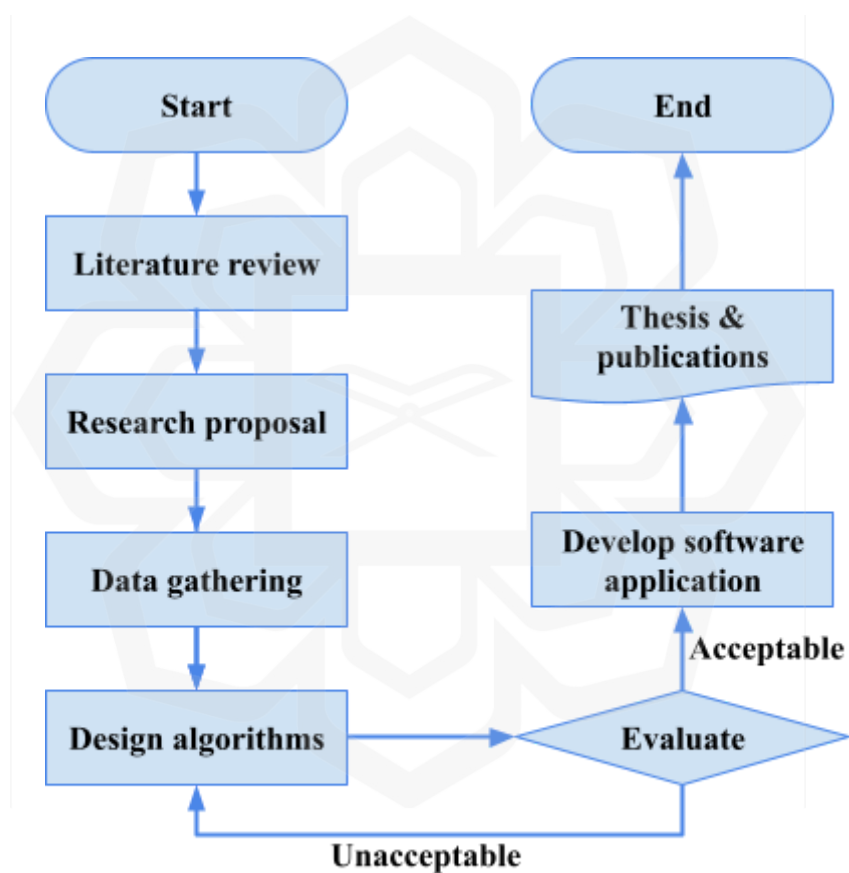 Start
Literature review
Research proposal
Data gathering
Design algorithms
Evaluate
Unacceptable
Acceptable
Develop software
application
Thesis &
publications
End